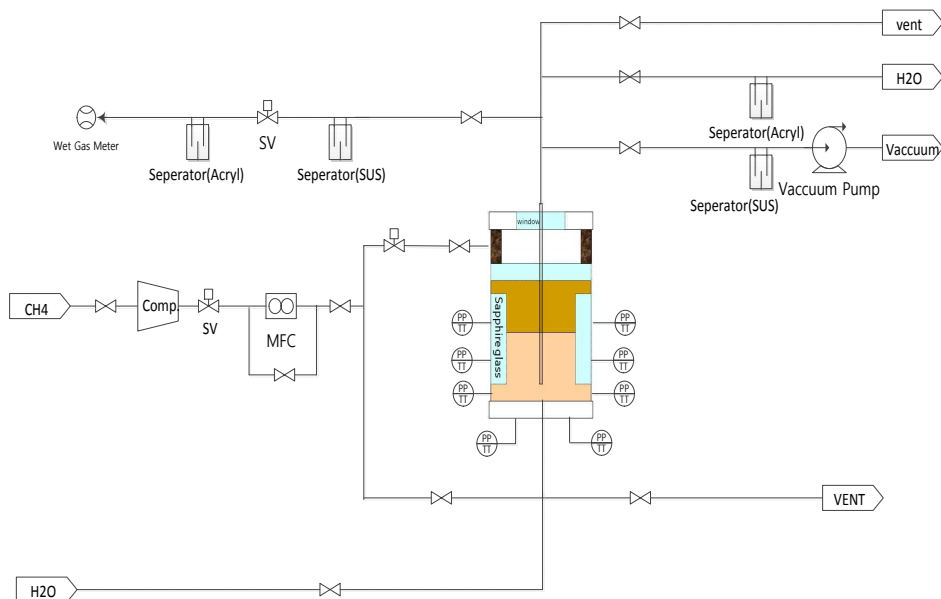 vent
H2O
Seperator(Acryl)
Wet Gas Meter
SV
Seperator(Acryl)
Seperator(SUS)
Vaccuum
Seperator(SUS)
Vaccuum Pump
window
CH4
Comp.
SV
MFC
Sapphire glass
PP
TT
PP
TT
PP
TT
PP
TT
PP
TT
PP
TT
PP
TT
PP
TT
VENT
H2O